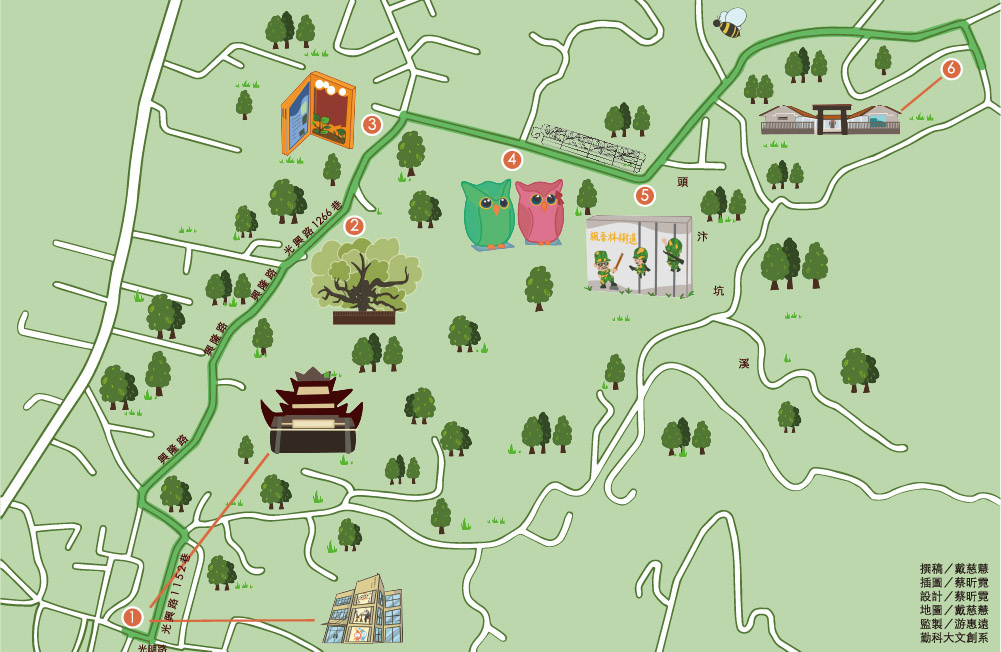 3
6
4
5
頭
汴
坑
溪
2
光興路1266巷
興隆路
興隆路
興隆路
楓香林街道
1
光興路1152巷
光興路
撰稿／戴慈慧
插圖／蔡昕霓
設計／蔡昕霓
地圖／戴慈慧
監製／游惠遠
勤科大文創系